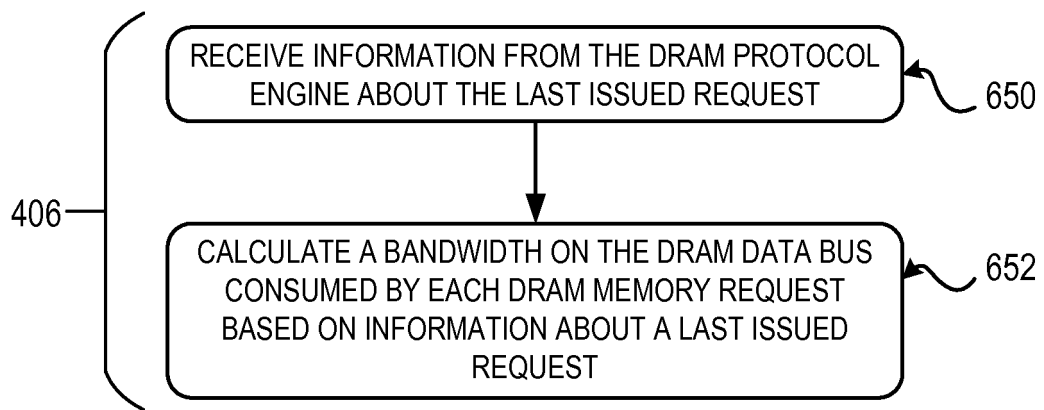 RECEIVE INFORMATION FROM THE DRAM PROTOCOL
ENGINE ABOUT THE LAST ISSUED REQUEST
650
406
CALCULATE A BANDWIDTH ON THE DRAM DATA BUS
CONSUMED BY EACH DRAM MEMORY REQUEST
BASED ON INFORMATION ABOUT A LAST ISSUED
REQUEST
652